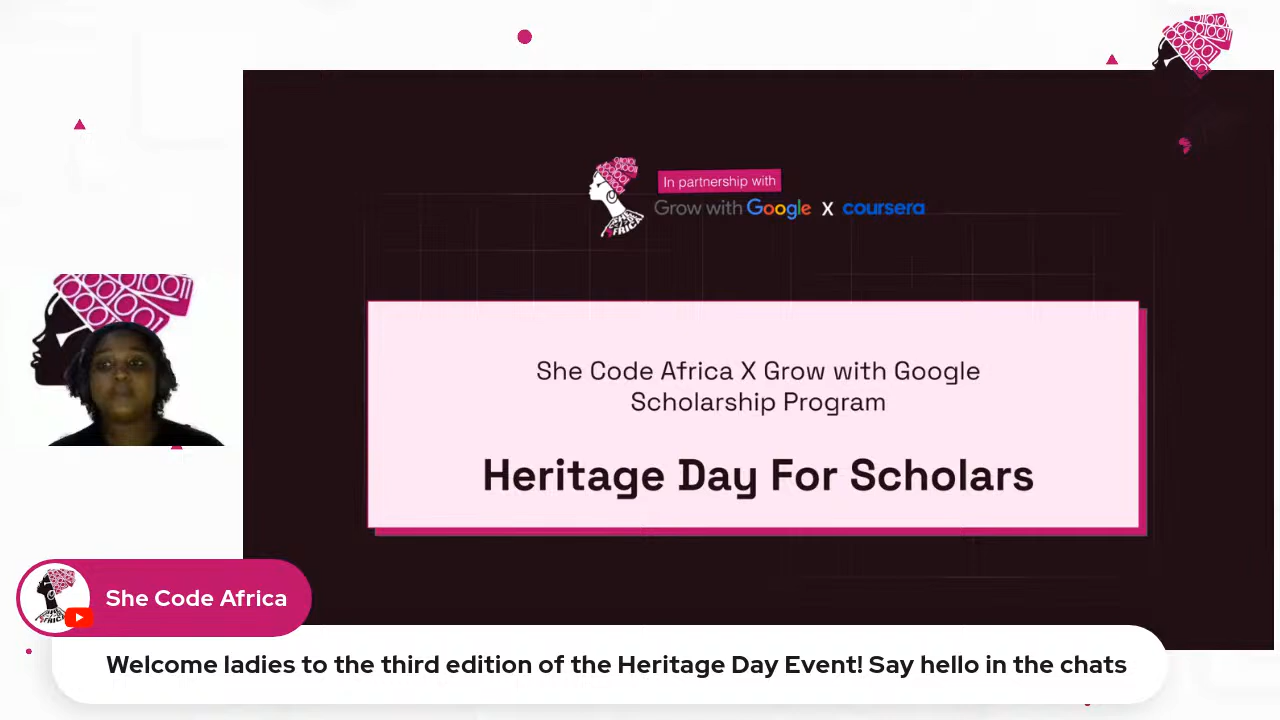 In partnership with
Grow with Google X coursera
She Code Africa X Grow with Google
Scholarship Program
Heritage Day For Scholars
She Code Africa
Welcome ladies to the third edition of the Heritage Day Event! Say hello in the chats